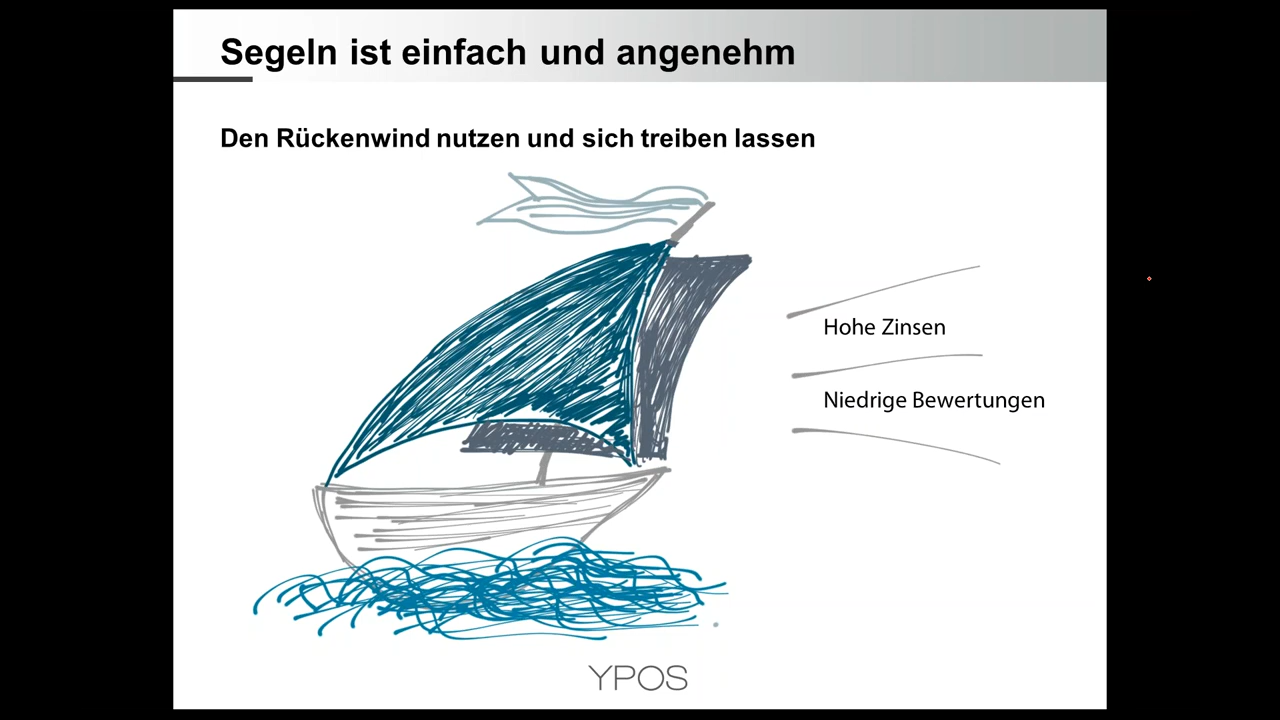 Segeln ist einfach und angenehm
Den Rückenwind nutzen und sich treiben lassen
Hohe Zinsen
Niedrige Bewertungen
YPOS